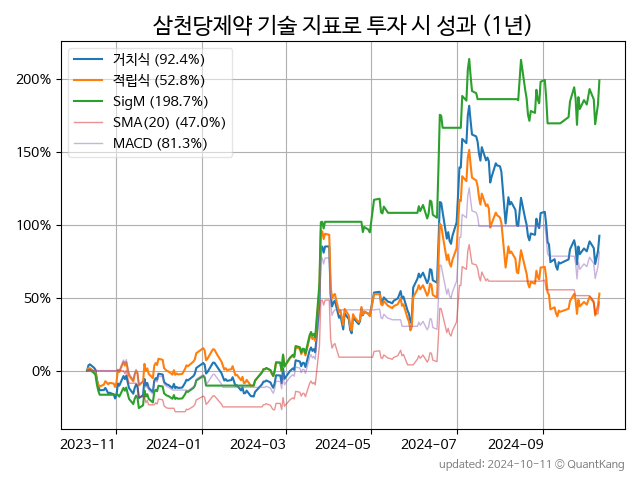 삼천당제약 기술 지표로 투자 시 성과 (1년)
거치식 (92.4%)
적립식 (52.8%)
SigM (198.7%)
SMA(20) (47.0%)
MACD (81.3%)
200%
150%
100%
50%
0%
2023-11 2024-01 2024-03 2024-05 2024-07 2024-09
updated: 2024-10-11 © QuantKang